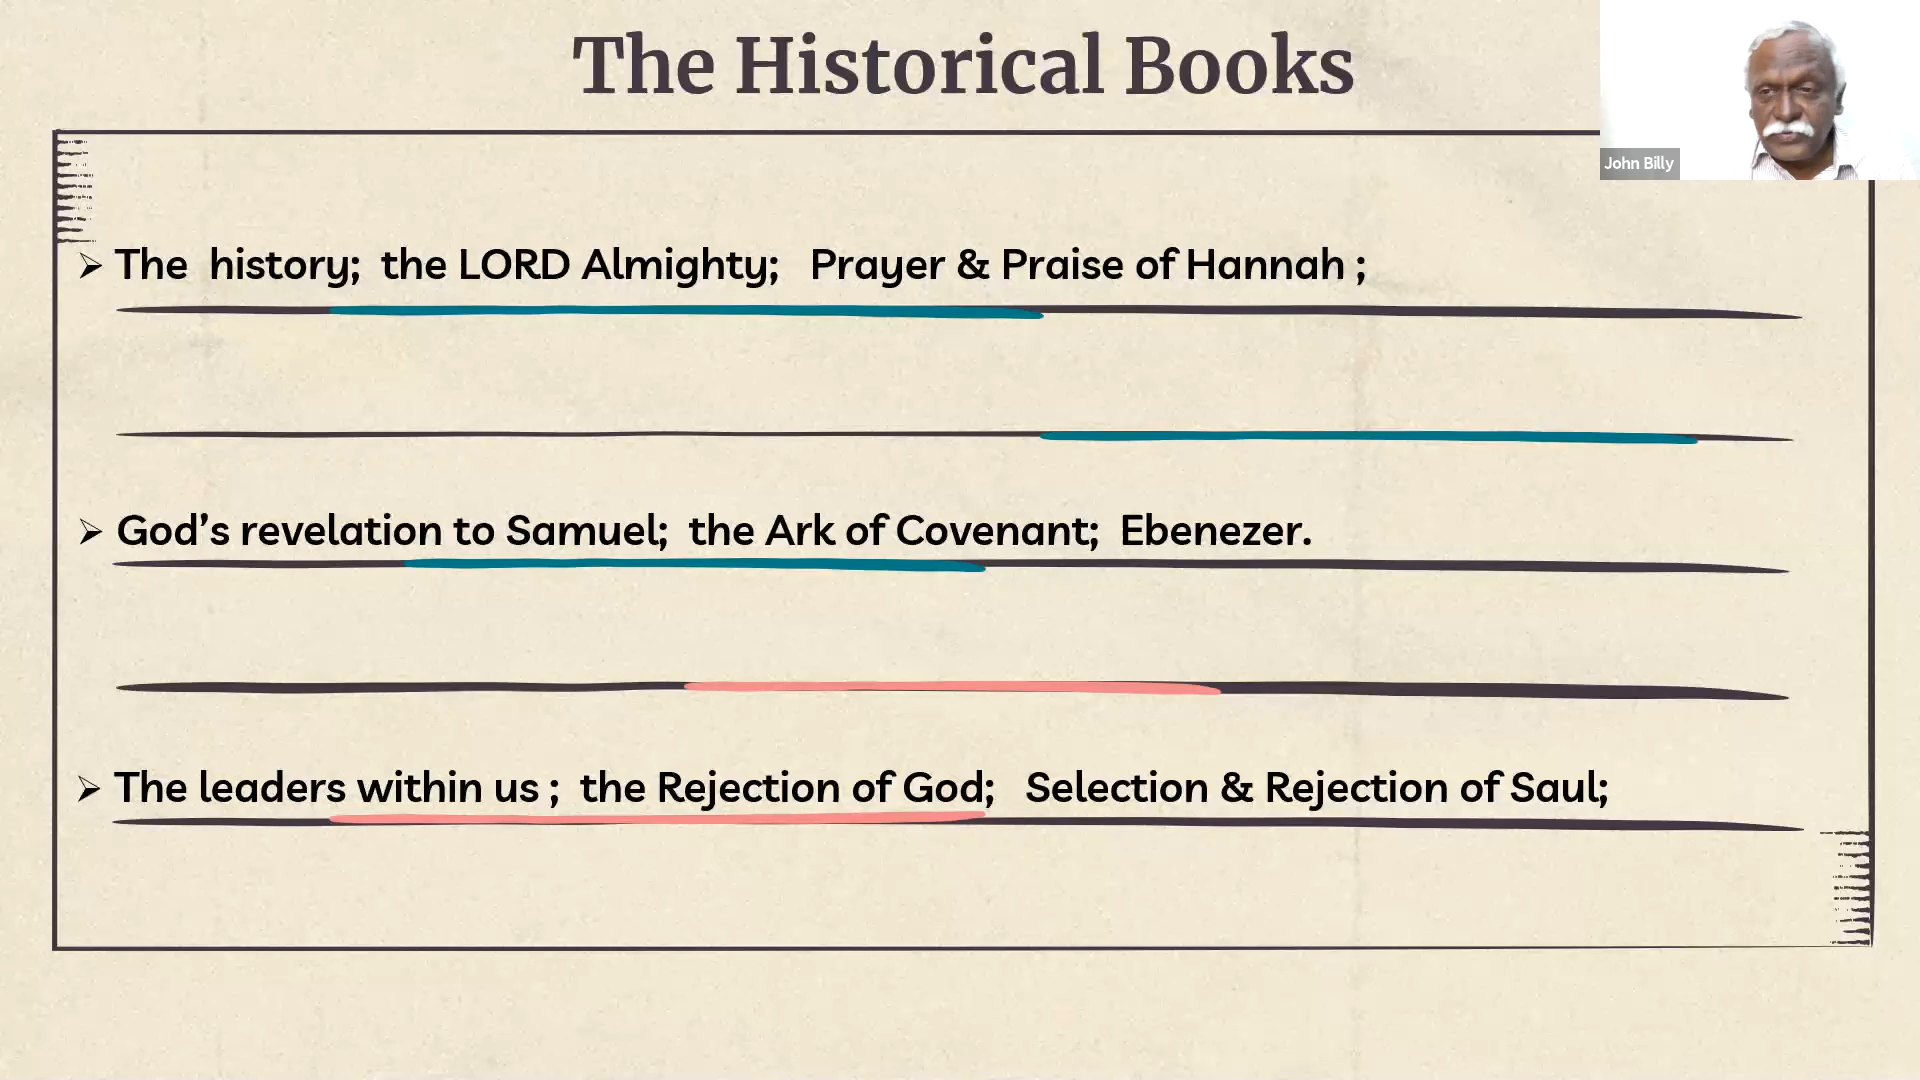 The Historical Books
John Billy
➢ The history; the LORD Almighty; Prayer & Praise of Hannah ;
➢ God’s revelation to Samuel; the Ark of Covenant; Ebenezer.
➢ The leaders within us ; the Rejection of God; Selection & Rejection of Saul;